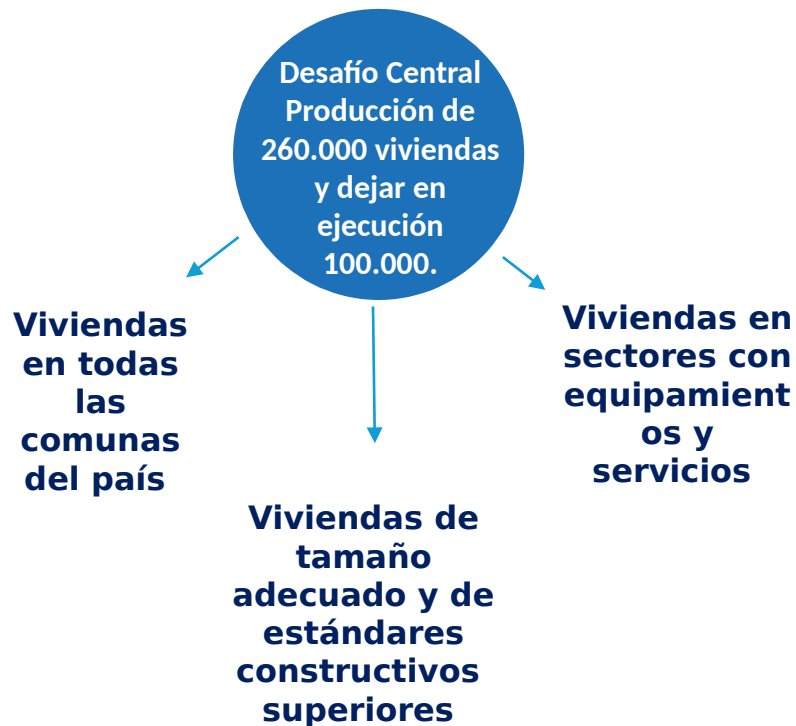 Desafío Central
Producción de
260.000 viviendas
y dejar en
ejecución
100.000.
Viviendas
en todas
las
comunas
del país
Viviendas de
tamaño
adecuado y de
estándares
constructivos
superiores
Viviendas en
sectores con
equipamient
os y
servicios